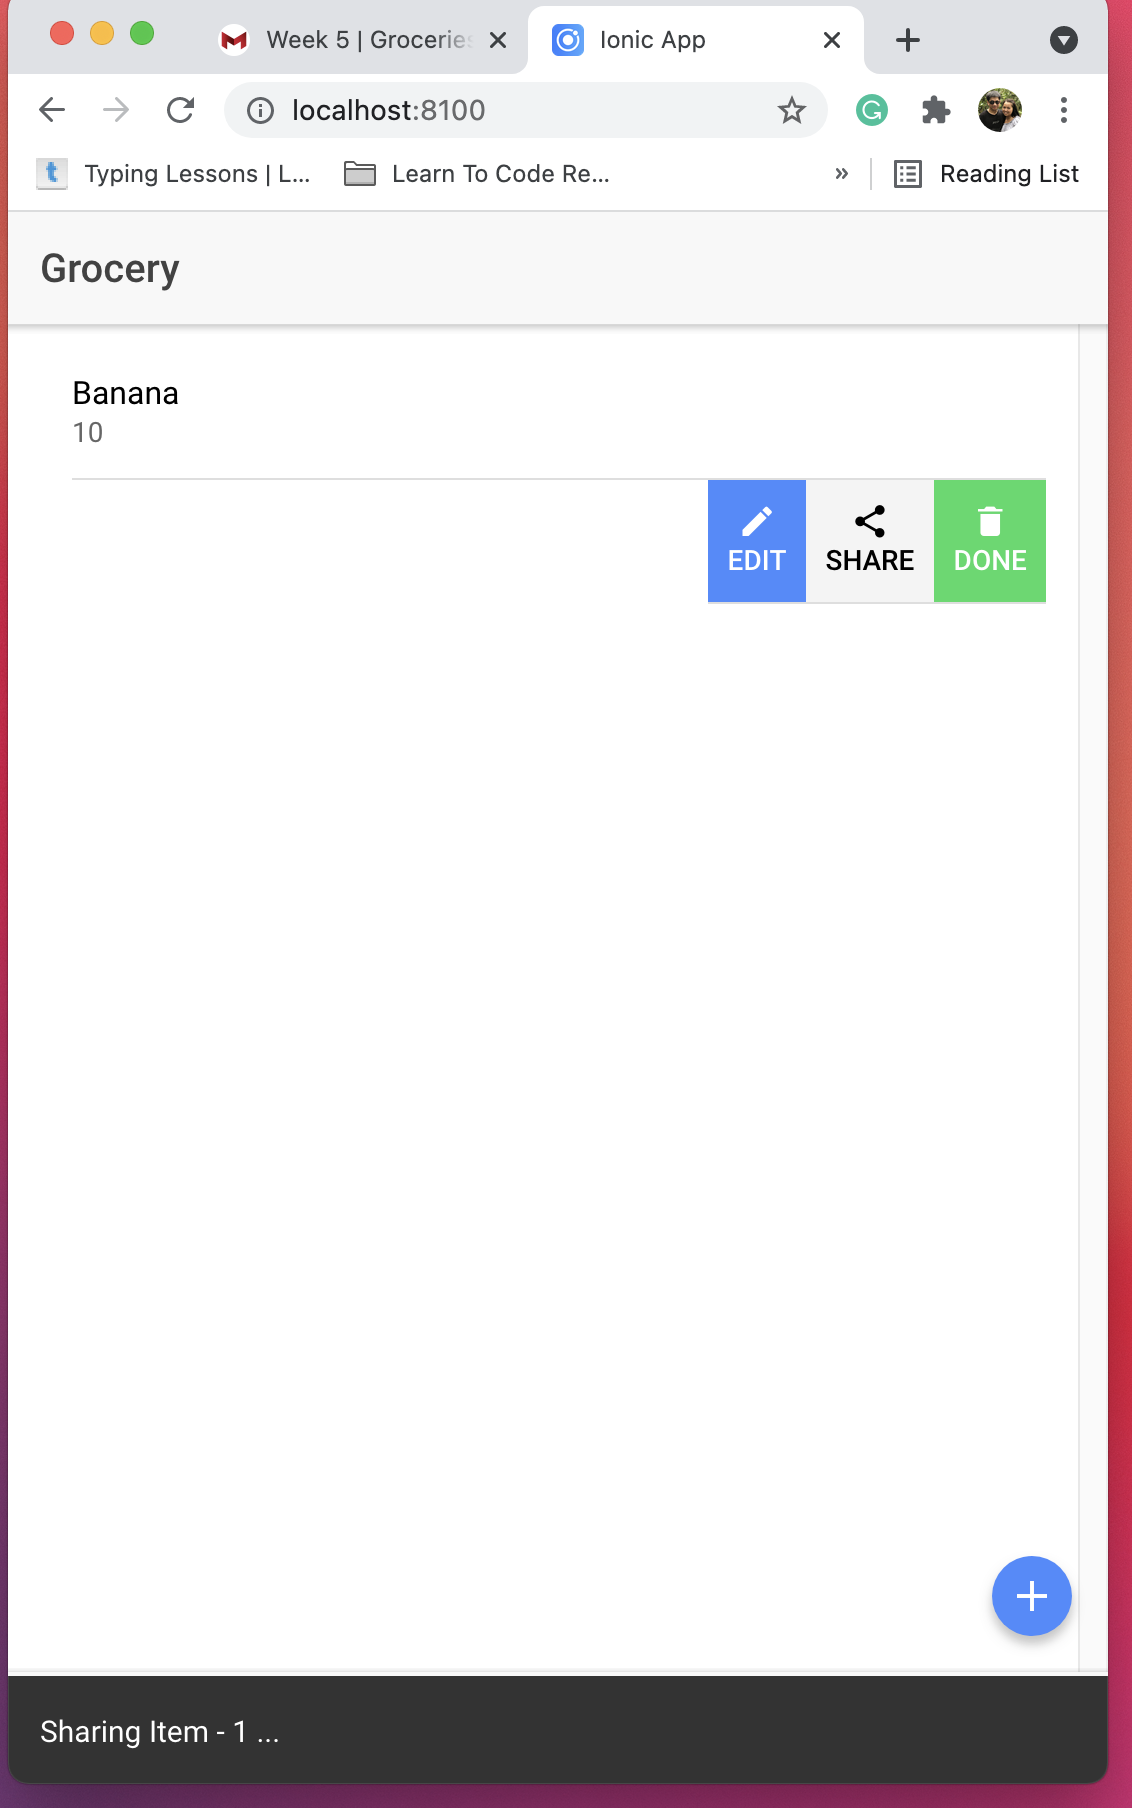 Week 5 | Groceries
Ionic App
localhost:8100
Typing Lessons | L...
Learn To Code Re...
»
Reading List
Grocery
Banana
10
EDIT
SHARE
DONE
Sharing Item - 1 ...